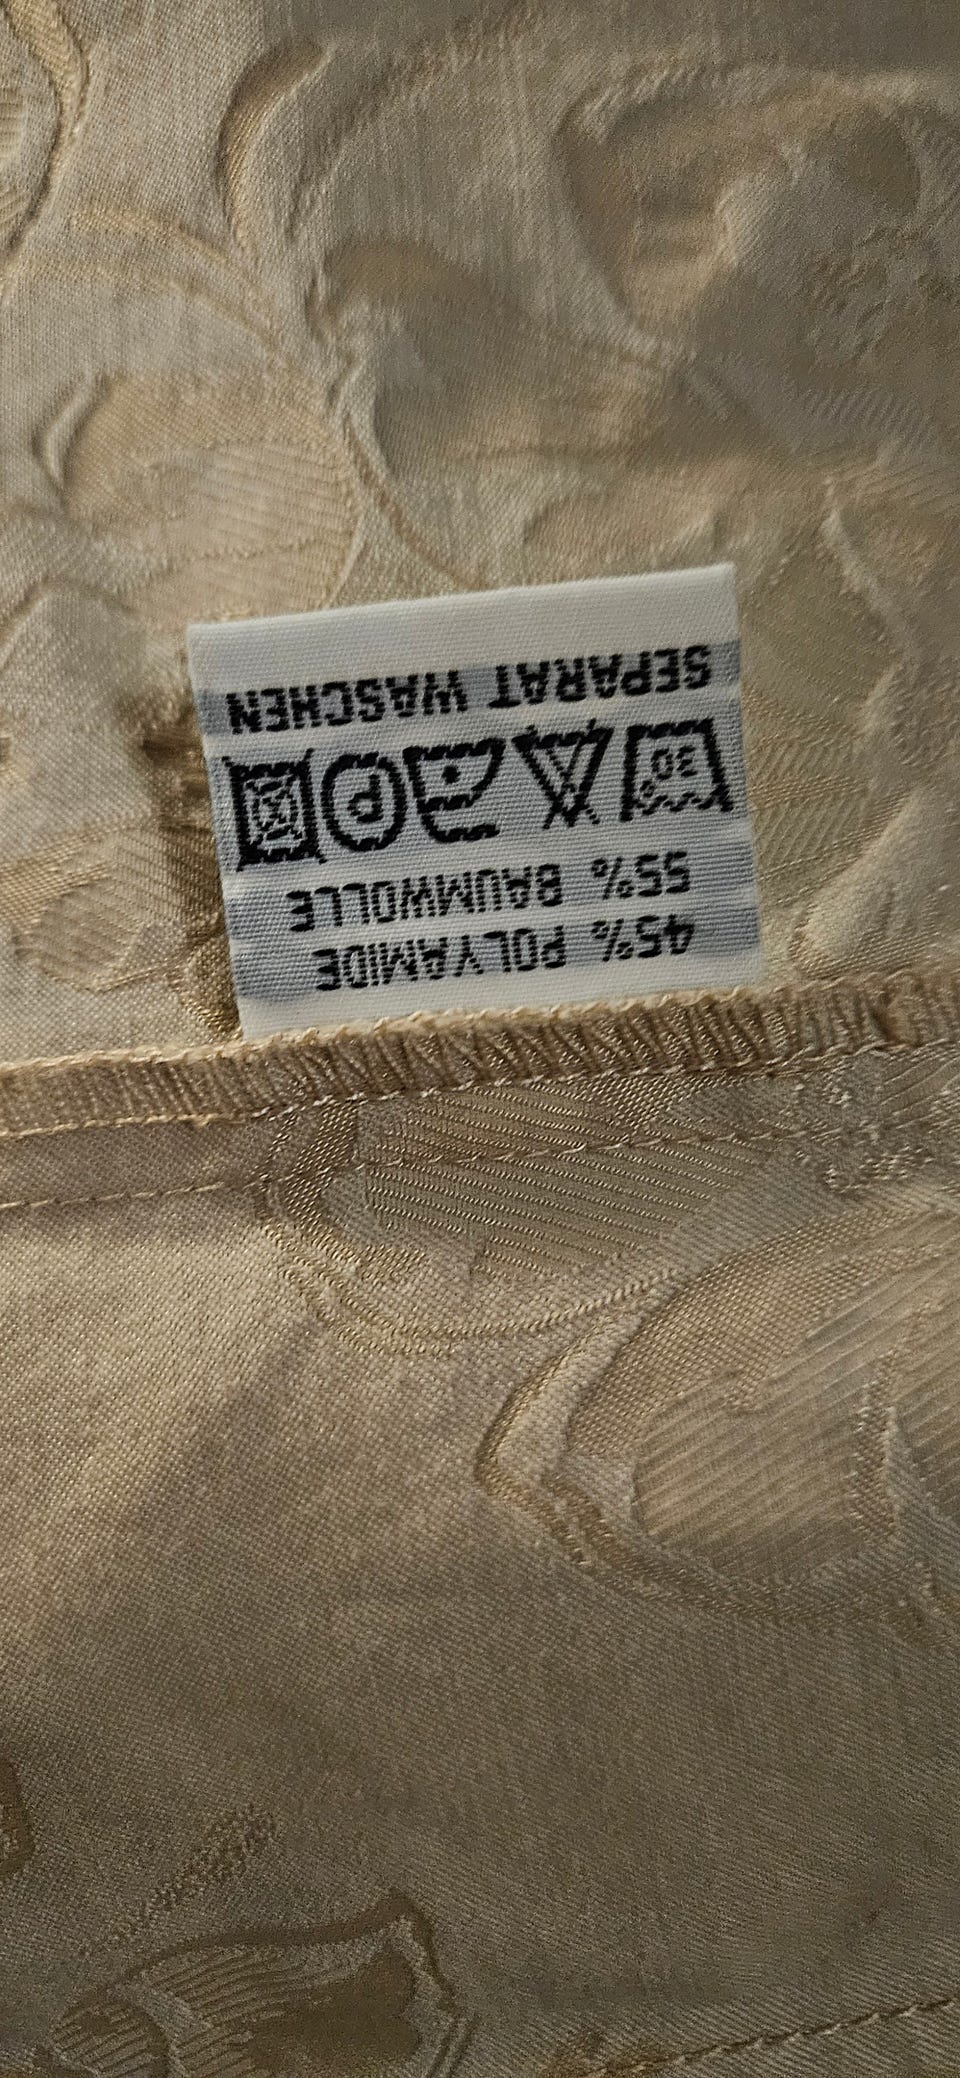 45% POLYAMIDE
55% BAUMWOLLE
30 P
SEPARAT WASCHEN